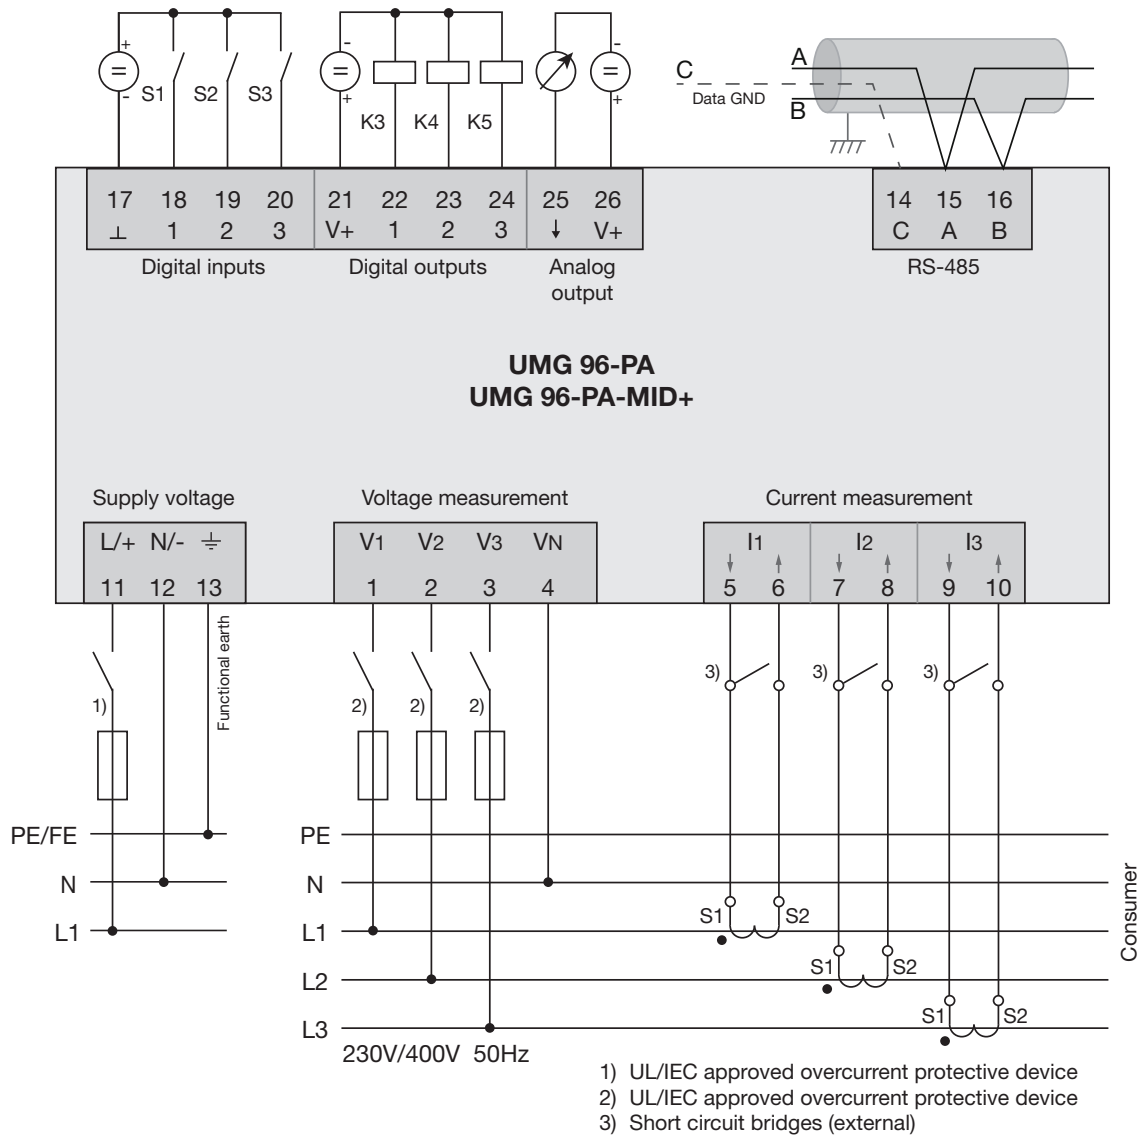 + - + -
= = =
- + - +
S1 S2 S3
K3 K4 K5
C A
Data GND
B
17 18 19 20 21 22 23 24 25 26 14 15 16
⊥ 1 2 3 V+ 1 2 3 ↓ V+ C A B
Digital inputs Digital outputs Analog output RS-485
UMG 96-PA
UMG 96-PA-MID+
Supply voltage Voltage measurement Current measurement
L/+ N/- ⏚ V1 V2 V3 VN I1 I2 I3
11 12 13 1 2 3 4 5 6 7 8 9 10
Functional earth
1) 2) 2) 2) 3) 3) 3)
PE/FE PE
N N
L1 L1 S1 S2
L2 S1 S2
L3 S1 S2
Consumer
230V/400V 50Hz
1) UL/IEC approved overcurrent protective device
2) UL/IEC approved overcurrent protective device
3) Short circuit bridges (external)